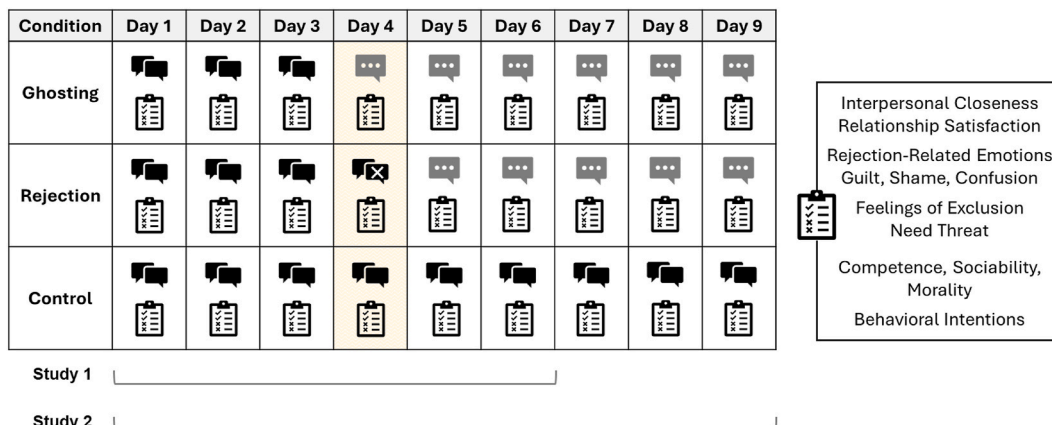 Condition Day 1 Day 2 Day 3 Day 4 Day 5 Day 6 Day 7 Day 8 Day 9
Ghosting
Rejection
Control
Study 1
Study 2
Interpersonal Closeness
Relationship Satisfaction
Rejection-Related Emotions
Guilt, Shame, Confusion
Feelings of Exclusion
Need Threat
Competence, Sociability,
Morality
Behavioral Intentions